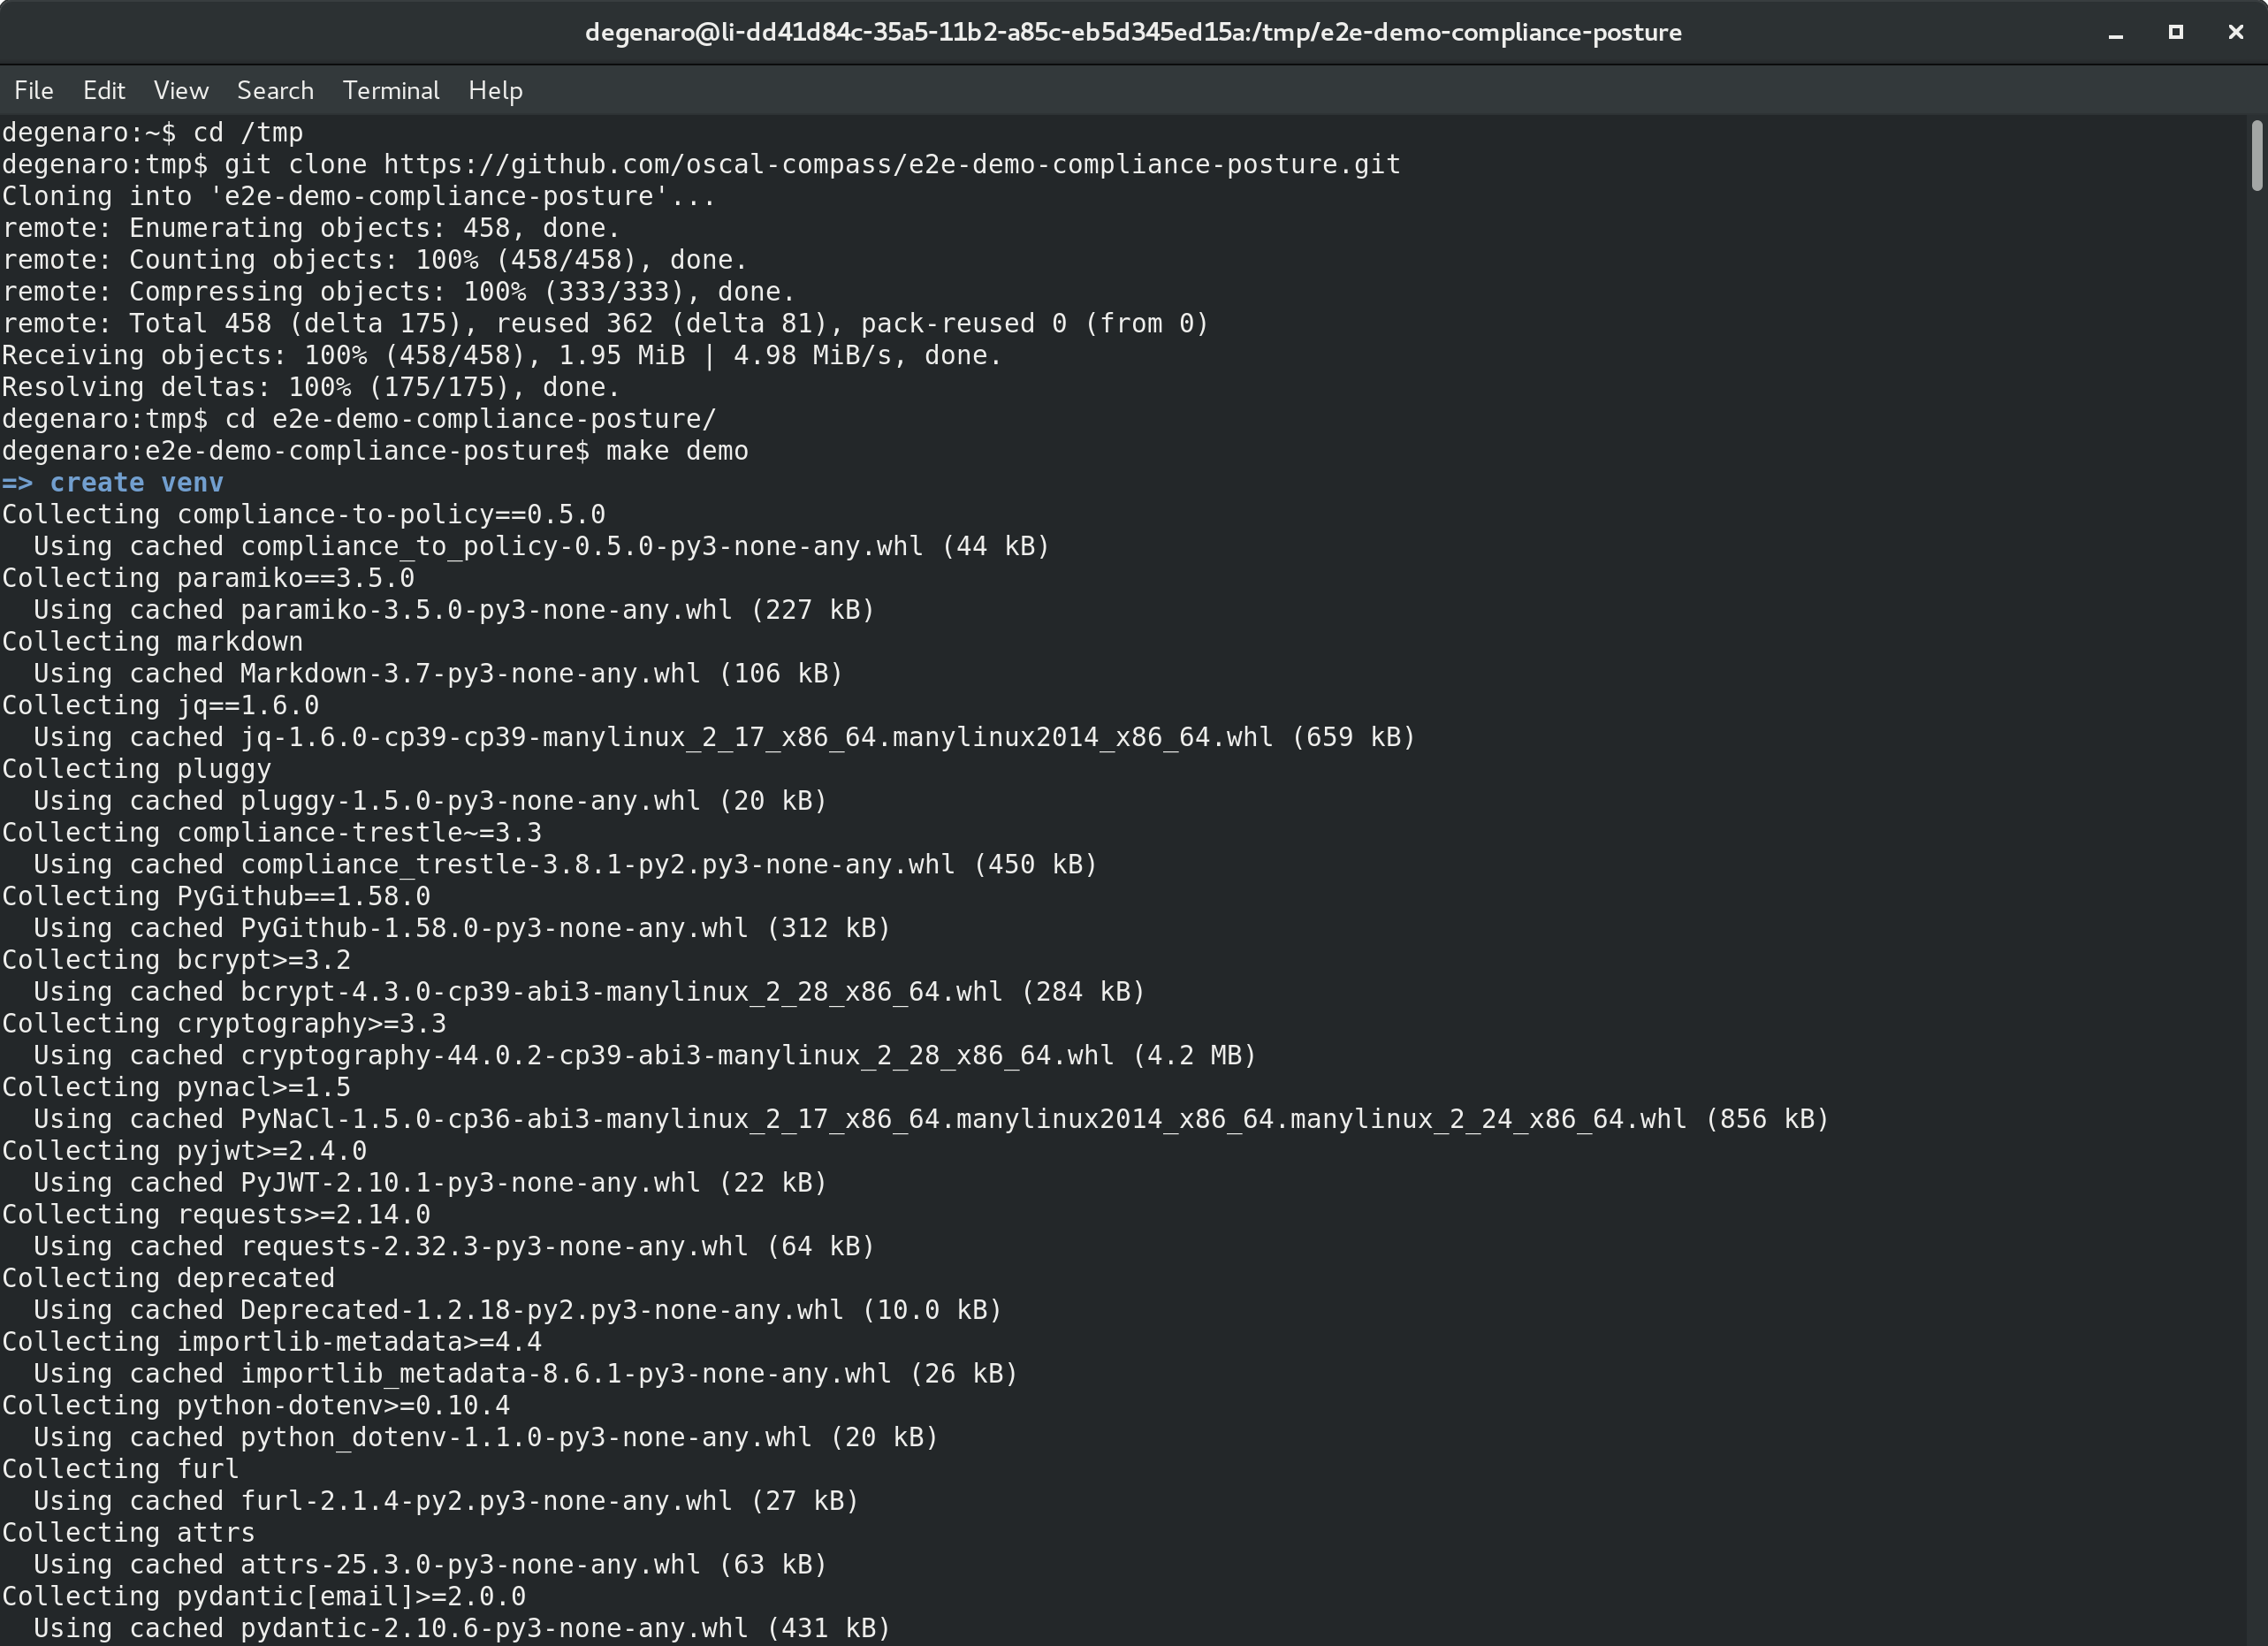 degenaro@li-dd41d84c-35a5-11b2-a85c-eb5d345ed15a:/tmp/e2e-demo-compliance-posture
File Edit View Search Terminal Help
degenaro:~$ cd /tmp
degenaro:tmp$ git clone https://github.com/oscal-compass/e2e-demo-compliance-posture.git
Cloning into 'e2e-demo-compliance-posture'...
remote: Enumerating objects: 458, done.
remote: Counting objects: 100% (458/458), done.
remote: Compressing objects: 100% (333/333), done.
remote: Total 458 (delta 175), reused 362 (delta 81), pack-reused 0 (from 0)
Receiving objects: 100% (458/458), 1.95 MiB | 4.98 MiB/s, done.
Resolving deltas: 100% (175/175), done.
degenaro:tmp$ cd e2e-demo-compliance-posture/
degenaro:e2e-demo-compliance-posture$ make demo
=> create venv
Collecting compliance-to-policy==0.5.0
  Using cached compliance_to_policy-0.5.0-py3-none-any.whl (44 kB)
Collecting paramiko==3.5.0
  Using cached paramiko-3.5.0-py3-none-any.whl (227 kB)
Collecting markdown
  Using cached Markdown-3.7-py3-none-any.whl (106 kB)
Collecting jq==1.6.0
  Using cached jq-1.6.0-cp39-cp39-manylinux_2_17_x86_64.manylinux2014_x86_64.whl (659 kB)
Collecting pluggy
  Using cached pluggy-1.5.0-py3-none-any.whl (20 kB)
Collecting compliance-trestle~=3.3
  Using cached compliance_trestle-3.8.1-py2.py3-none-any.whl (450 kB)
Collecting PyGithub==1.58.0
  Using cached PyGithub-1.58.0-py3-none-any.whl (312 kB)
Collecting bcrypt>=3.2
  Using cached bcrypt-4.3.0-cp39-abi3-manylinux_2_28_x86_64.whl (284 kB)
Collecting cryptography>=3.3
  Using cached cryptography-44.0.2-cp39-abi3-manylinux_2_28_x86_64.whl (4.2 MB)
Collecting pynacl>=1.5
  Using cached PyNaCl-1.5.0-cp36-abi3-manylinux_2_17_x86_64.manylinux2014_x86_64.manylinux_2_24_x86_64.whl (856 kB)
Collecting pyjwt>=2.4.0
  Using cached PyJWT-2.10.1-py3-none-any.whl (22 kB)
Collecting requests>=2.14.0
  Using cached requests-2.32.3-py3-none-any.whl (64 kB)
Collecting deprecated
  Using cached Deprecated-1.2.18-py2.py3-none-any.whl (10.0 kB)
Collecting importlib-metadata>=4.4
  Using cached importlib_metadata-8.6.1-py3-none-any.whl (26 kB)
Collecting python-dotenv>=0.10.4
  Using cached python_dotenv-1.1.0-py3-none-any.whl (20 kB)
Collecting furl
  Using cached furl-2.1.4-py2.py3-none-any.whl (27 kB)
Collecting attrs
  Using cached attrs-25.3.0-py3-none-any.whl (63 kB)
Collecting pydantic[email]>=2.0.0
  Using cached pydantic-2.10.6-py3-none-any.whl (431 kB)